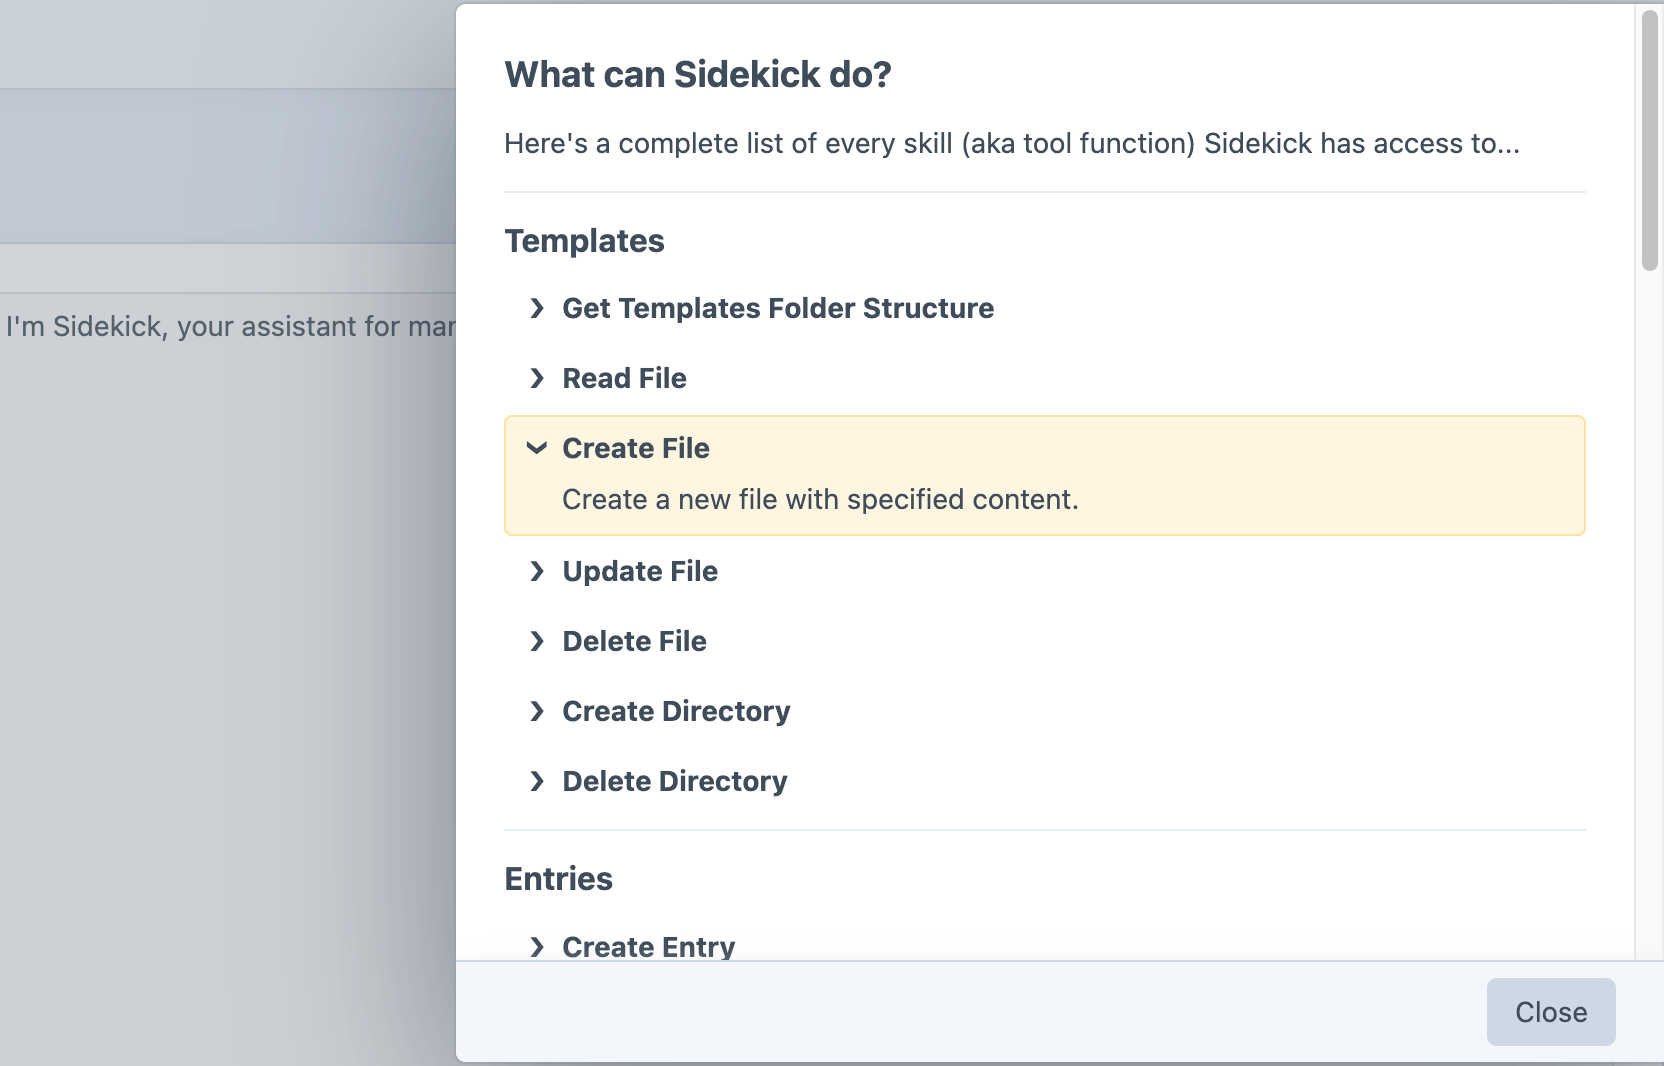 What can Sidekick do?
Here's a complete list of every skill (aka tool function) Sidekick has access to...
Templates
Get Templates Folder Structure
Read File
Create File
Create a new file with specified content.
Update File
Delete File
Create Directory
Delete Directory
Entries
Create Entry
Close
I'm Sidekick, your assistant for